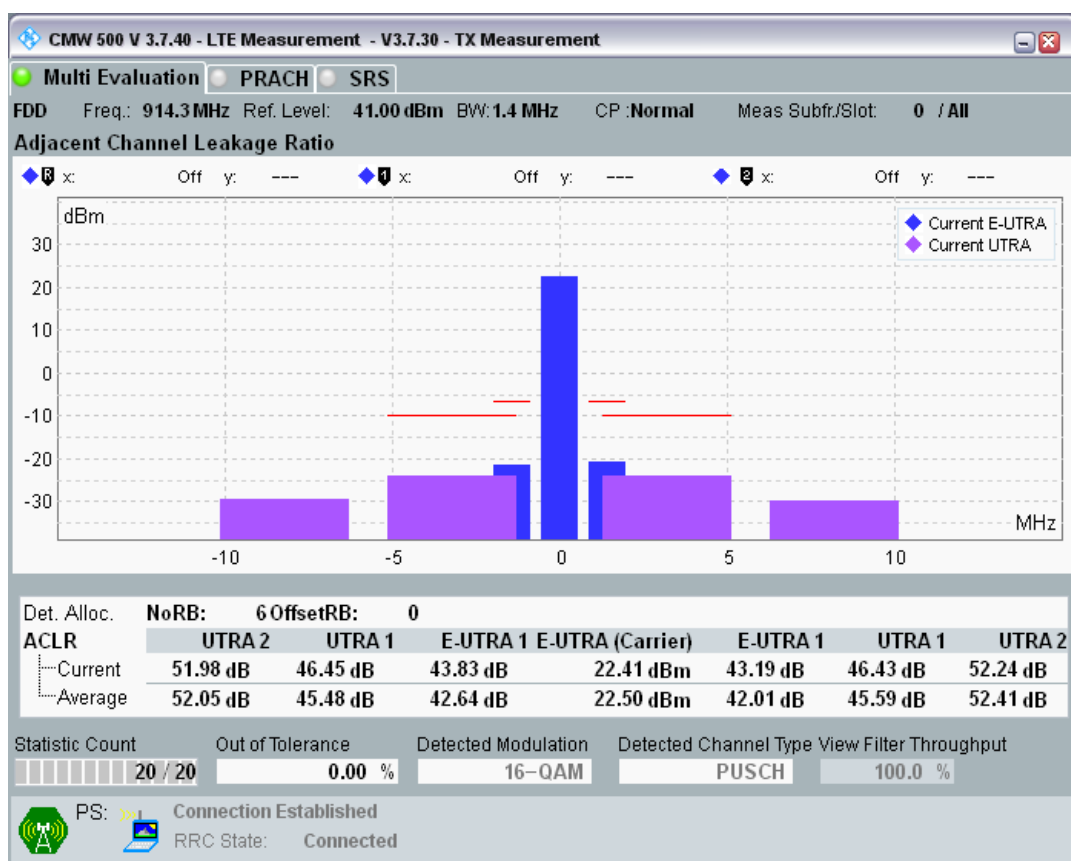 CMW 500 V 3.7.40 - LTE Measurement - V3.7.30 - TX Measurement
Multi Evaluation PRACH SRS
FDD Freq.: 914.3 MHz Ref. Level: 41.00 dBm BW: 1.4 MHz CP :Normal Meas Subfr./Slot: 0 / All
Adjacent Channel Leakage Ratio
R x: Off y: --- 1 x: Off y: --- 2 x: Off y: ---
dBm
Current E-UTRA
Current UTRA
30
20
10
0
-10
-20
-30
MHz
-10 -5 0 5 10
Det. Alloc. NoRB: 6 OffsetRB: 0
ACLR UTRA 2 UTRA 1 E-UTRA 1 E-UTRA (Carrier) E-UTRA 1 UTRA 1 UTRA 2
Current 51.98 dB 46.45 dB 43.83 dB 22.41 dBm 43.19 dB 46.43 dB 52.24 dB
Average 52.05 dB 45.48 dB 42.64 dB 22.50 dBm 42.01 dB 45.59 dB 52.41 dB
Statistic Count Out of Tolerance Detected Modulation Detected Channel Type View Filter Throughput
20 / 20 0.00 % 16-QAM PUSCH 100.0 %
PS: Connection Established
RRC State: Connected